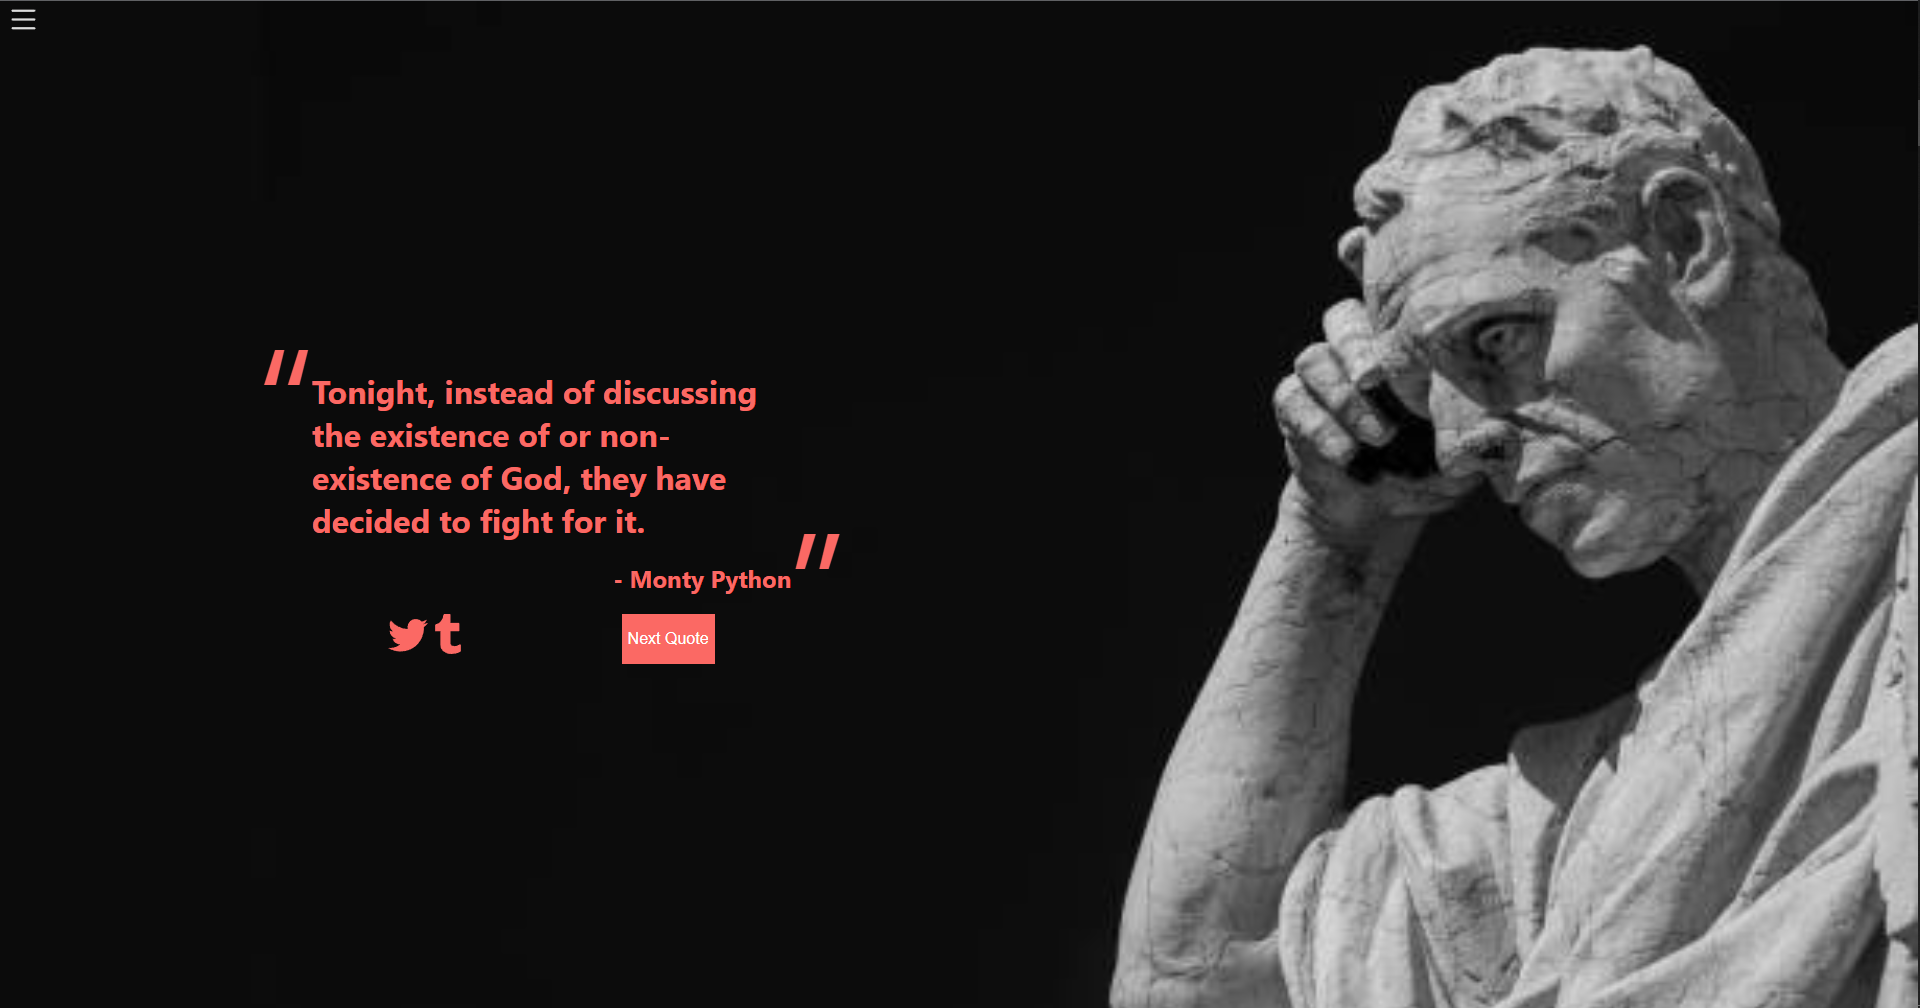 " Tonight, instead of discussing
the existence of or non-
existence of God, they have
decided to fight for it.
- Monty Python "
Next Quote